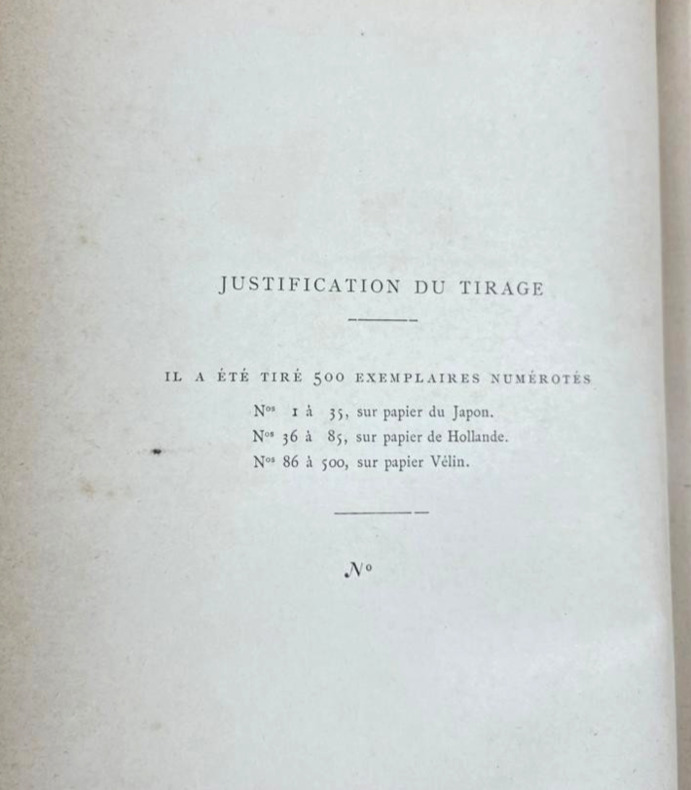 JUSTIFICATION DU TIRAGE
IL A ÉTÉ TIRÉ 500 EXEMPLAIRES NUMÉROTÉS
Nᵒˢ 1 à 35, sur papier du Japon.
Nᵒˢ 36 à 85, sur papier de Hollande.
Nᵒˢ 86 à 500, sur papier Vélin.
Nᵒ